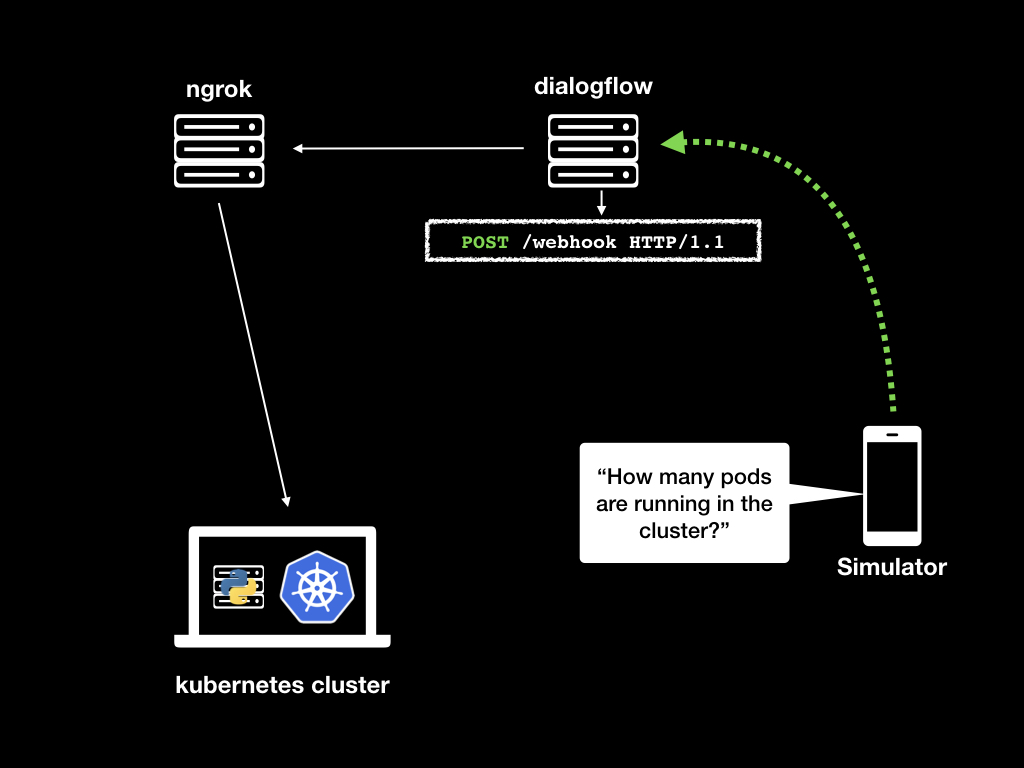 ngrok
dialogflow
POST /webhook HTTP/1.1
“How many pods
are running in the
cluster?”
Simulator
kubernetes cluster